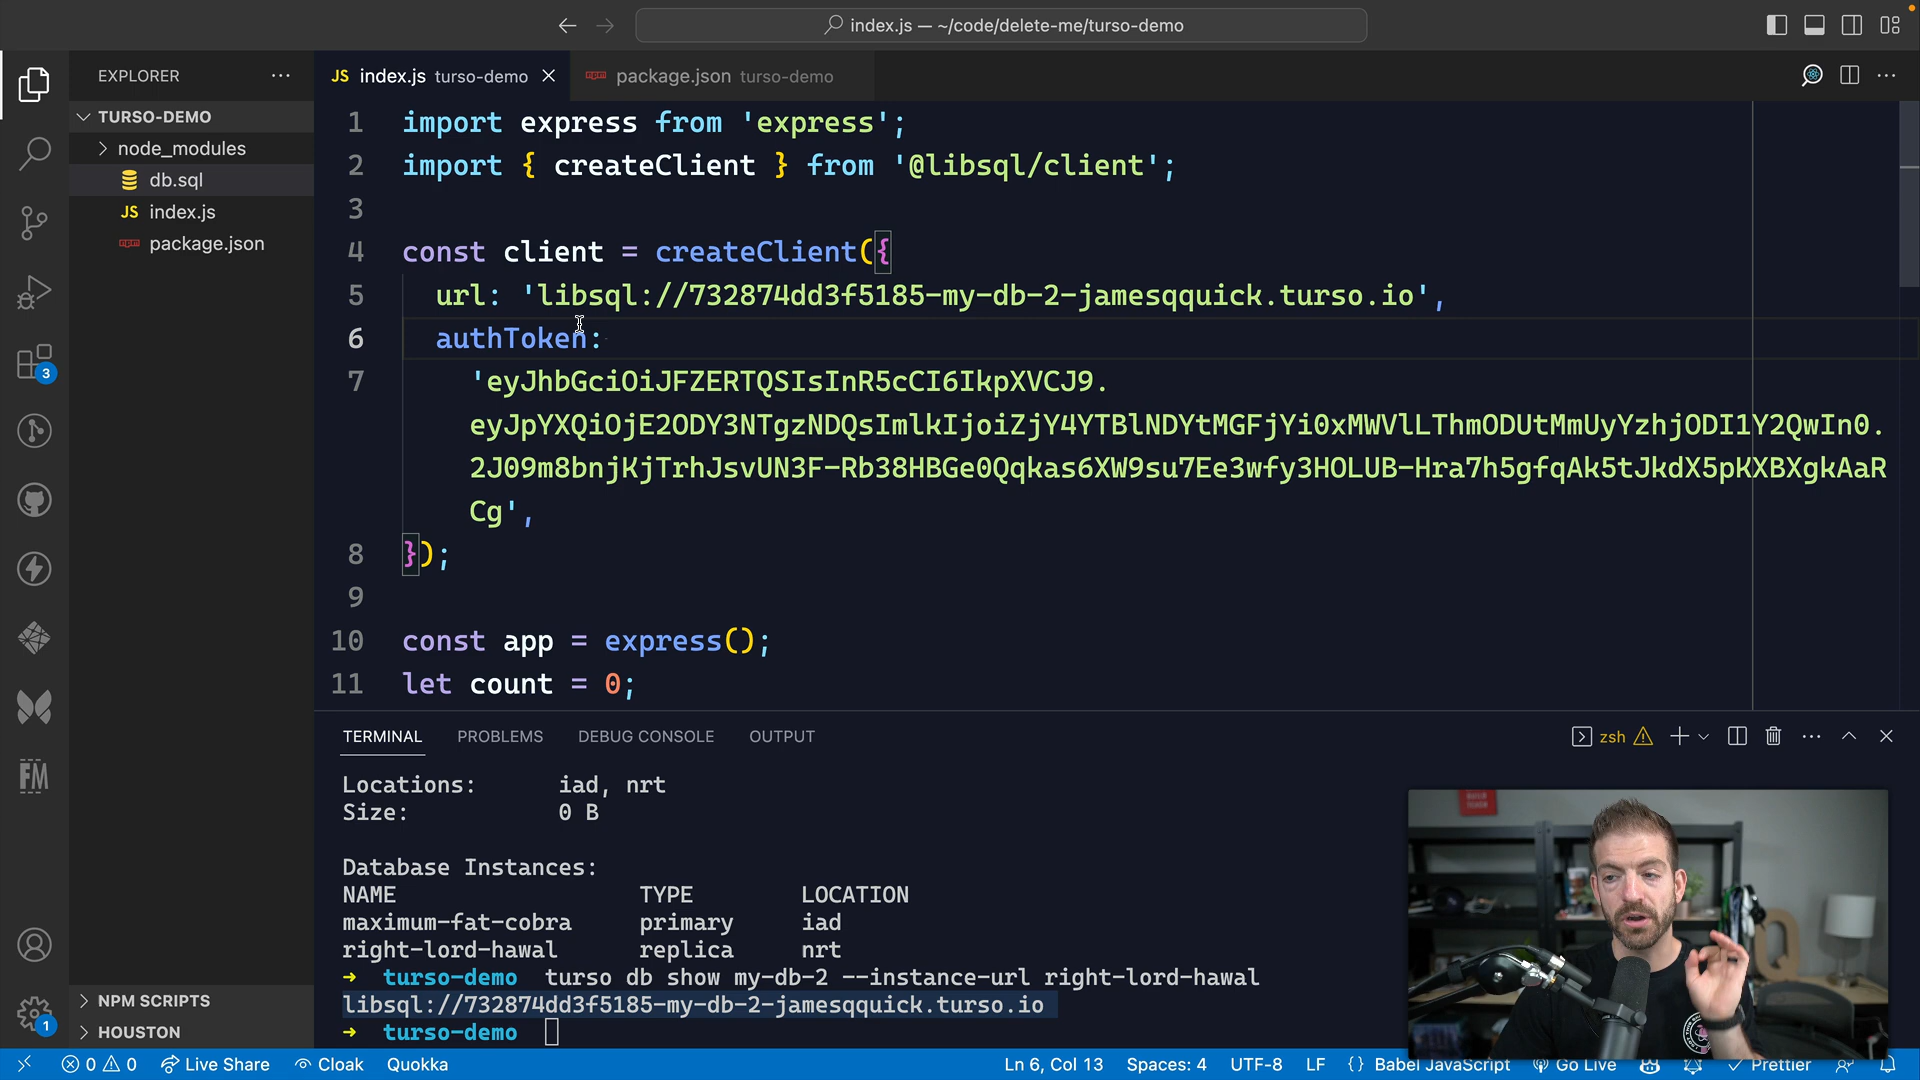 index.js — ~/code/delete-me/turso-demo
EXPLORER
JS index.js turso-demo
package.json turso-demo
TURSO-DEMO
node_modules
db.sql
JS index.js
package.json
1 import express from 'express';
2 import { createClient } from '@libsql/client';
3
4 const client = createClient({
5 url: 'libsql://732874dd3f5185-my-db-2-jamesqquick.turso.io',
6 authToken:
7 'eyJhbGciOiJFZERTQSIsInR5cCI6IkpXVCJ9.
eyJpYXQiOjE2ODY3NTgzNDQsImlkIjoiZjY4YTBlNDYtMGFjYi0xMWVlLThmODUtMmUyYzhjODI1Y2QwIn0.
2J09m8bnjKjTrhJsvUN3F-Rb38HBGe0Qqkas6XW9su7Ee3wfy3HOLUB-Hra7h5gfqAk5tJkdX5pKXBXgkAaR
Cg',
8 });
9
10 const app = express();
11 let count = 0;
3
FM
NPM SCRIPTS
HOUSTON
1
TERMINAL PROBLEMS DEBUG CONSOLE OUTPUT
zsh
Locations: iad, nrt
Size: 0 B
Database Instances:
NAME TYPE LOCATION
maximum-fat-cobra primary iad
right-lord-hawal replica nrt
→ turso-demo turso db show my-db-2 --instance-url right-lord-hawal
libsql://732874dd3f5185-my-db-2-jamesqquick.turso.io
→ turso-demo
0 0 Live Share Cloak Quokka
Ln 6, Col 13 Spaces: 4 UTF-8 LF {} Babel JavaScript Go Live Prettier